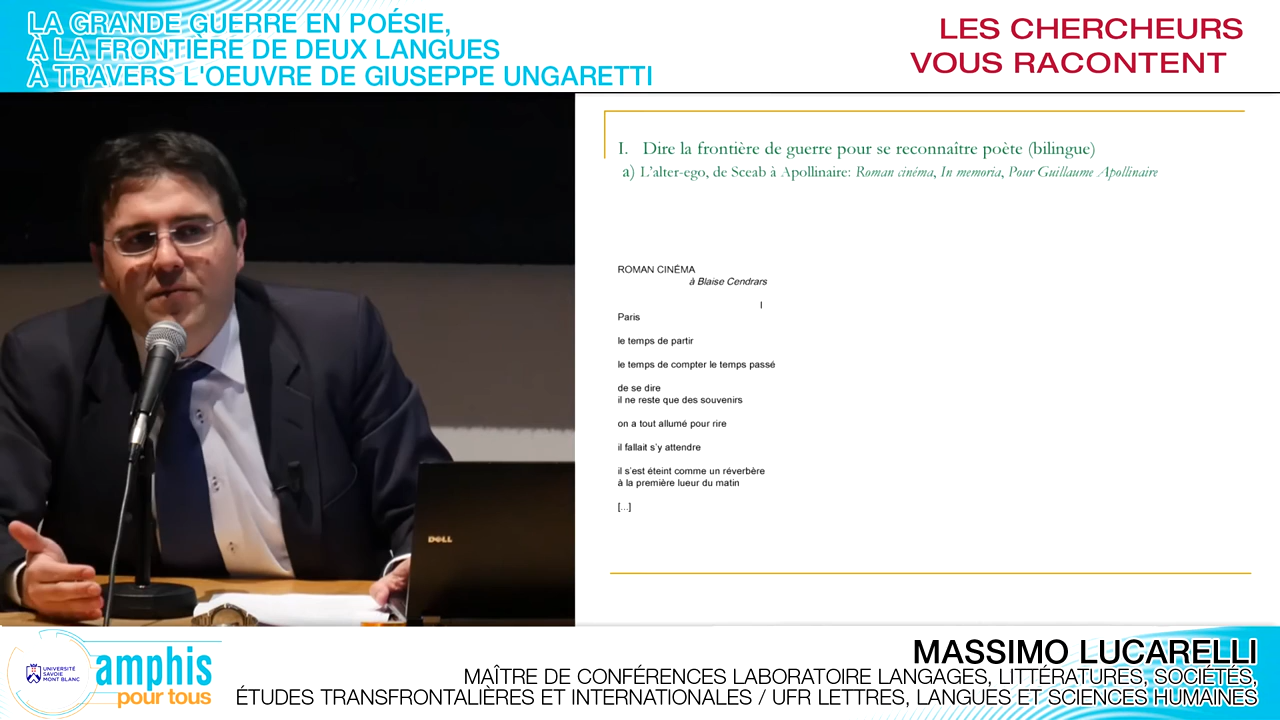 LA GRANDE GUERRE EN POÉSIE,
À LA FRONTIÈRE DE DEUX LANGUES
À TRAVERS L'OEUVRE DE GIUSEPPE UNGARETTI
LES CHERCHEURS
VOUS RACONTENT
I. Dire la frontière de guerre pour se reconnaître poète (bilingue)
a) L'alter-ego, de Sceab à Apollinaire: Roman cinéma, In memoria, Pour Guillaume Apollinaire
ROMAN CINÉMA
à Blaise Cendrars
I
Paris
le temps de partir
le temps de compter le temps passé
de se dire
il ne reste que des souvenirs
on a tout allumé pour rire
il fallait s'y attendre
il s'est éteint comme un réverbère
à la première lueur du matin
[...]
DELL
UNIVERSITÉ
SAVOIE
MONT BLANC
amphis
pour tous
MASSIMO LUCARELLI
MAÎTRE DE CONFÉRENCES LABORATOIRE LANGAGES, LITTÉRATURES, SOCIÉTÉS,
ÉTUDES TRANSFRONTALIÈRES ET INTERNATIONALES / UFR LETTRES, LANGUES ET SCIENCES HUMAINES